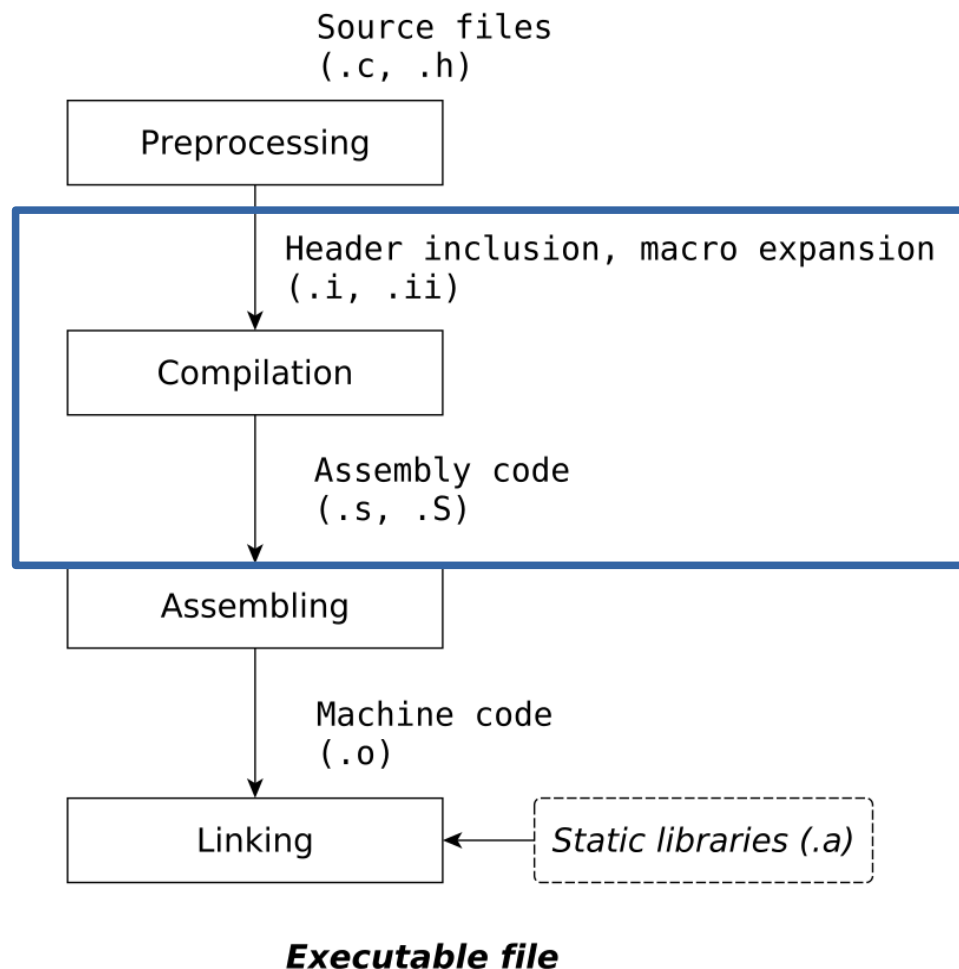 Source files
(.c, .h)
Preprocessing
Header inclusion, macro expansion
(.i, .ii)
Compilation
Assembly code
(.s, .S)
Assembling
Machine code
(.o)
Linking
Static libraries (.a)
Executable file